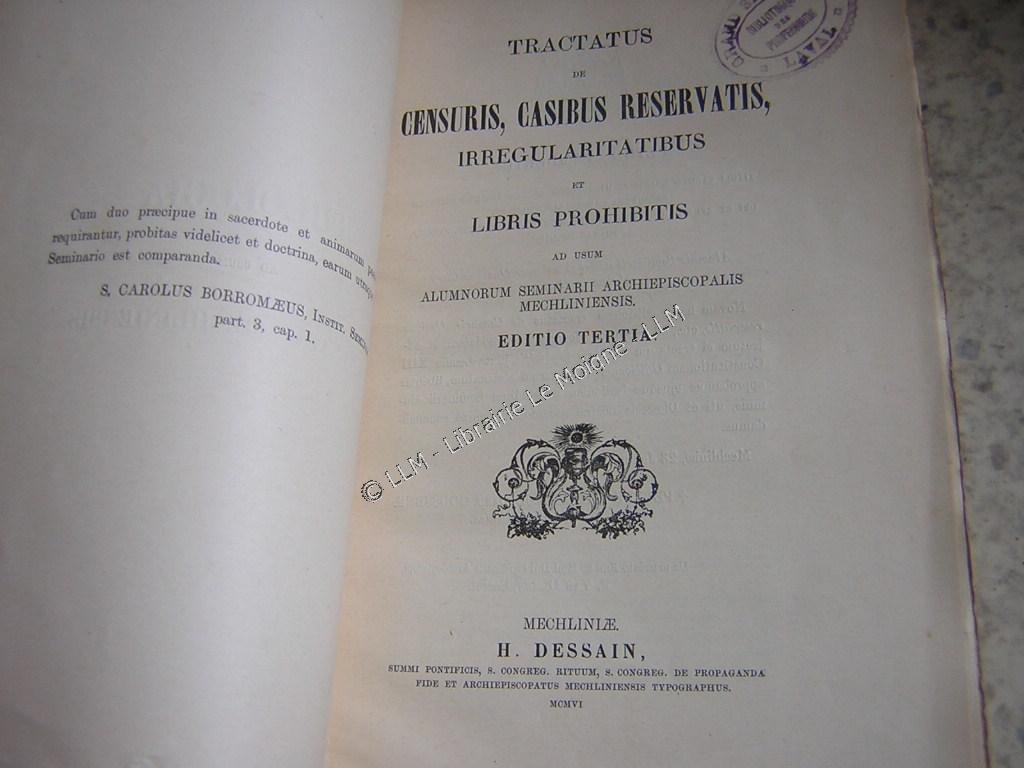 Cum duo præcipue in sacerdote et animarum
requirantur, probitas videlicet et doctrina, earum
Seminario est comparanda.
S. CAROLUS BORROMÆUS, INSTIT.
part. 3, cap. 1.
TRACTATUS
DE
CENSURIS, CASIBUS RESERVATIS,
IRREGULARITATIBUS
ET
LIBRIS PROHIBITIS
AD USUM
ALUMNORUM SEMINARII ARCHIEPISCOPALIS
MECHLINIENSIS.
EDITIO TERTIA
© LLM - Librairie Le Moigne - LLM
MECHLINIÆ.
H. DESSAIN,
SUMMI PONTIFICIS, S. CONGREG. RITUUM, S. CONGREG. DE PROPAGANDA
FIDE ET ARCHIEPISCOPATUS MECHLINIENSIS TYPOGRAPHUS.
MCMVI
LAVAL